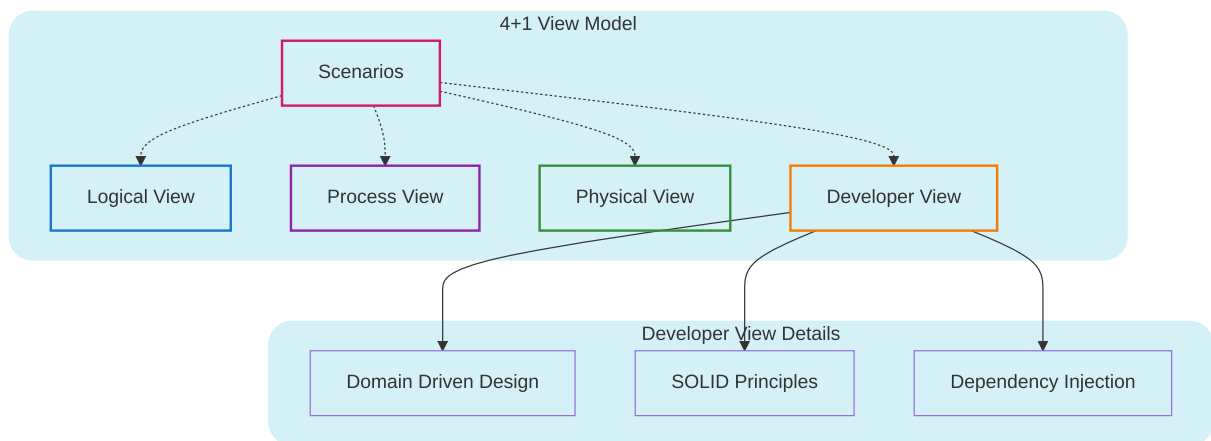 4+1 View Model
Scenarios
Logical View
Process View
Physical View
Developer View
Developer View Details
Domain Driven Design
SOLID Principles
Dependency Injection